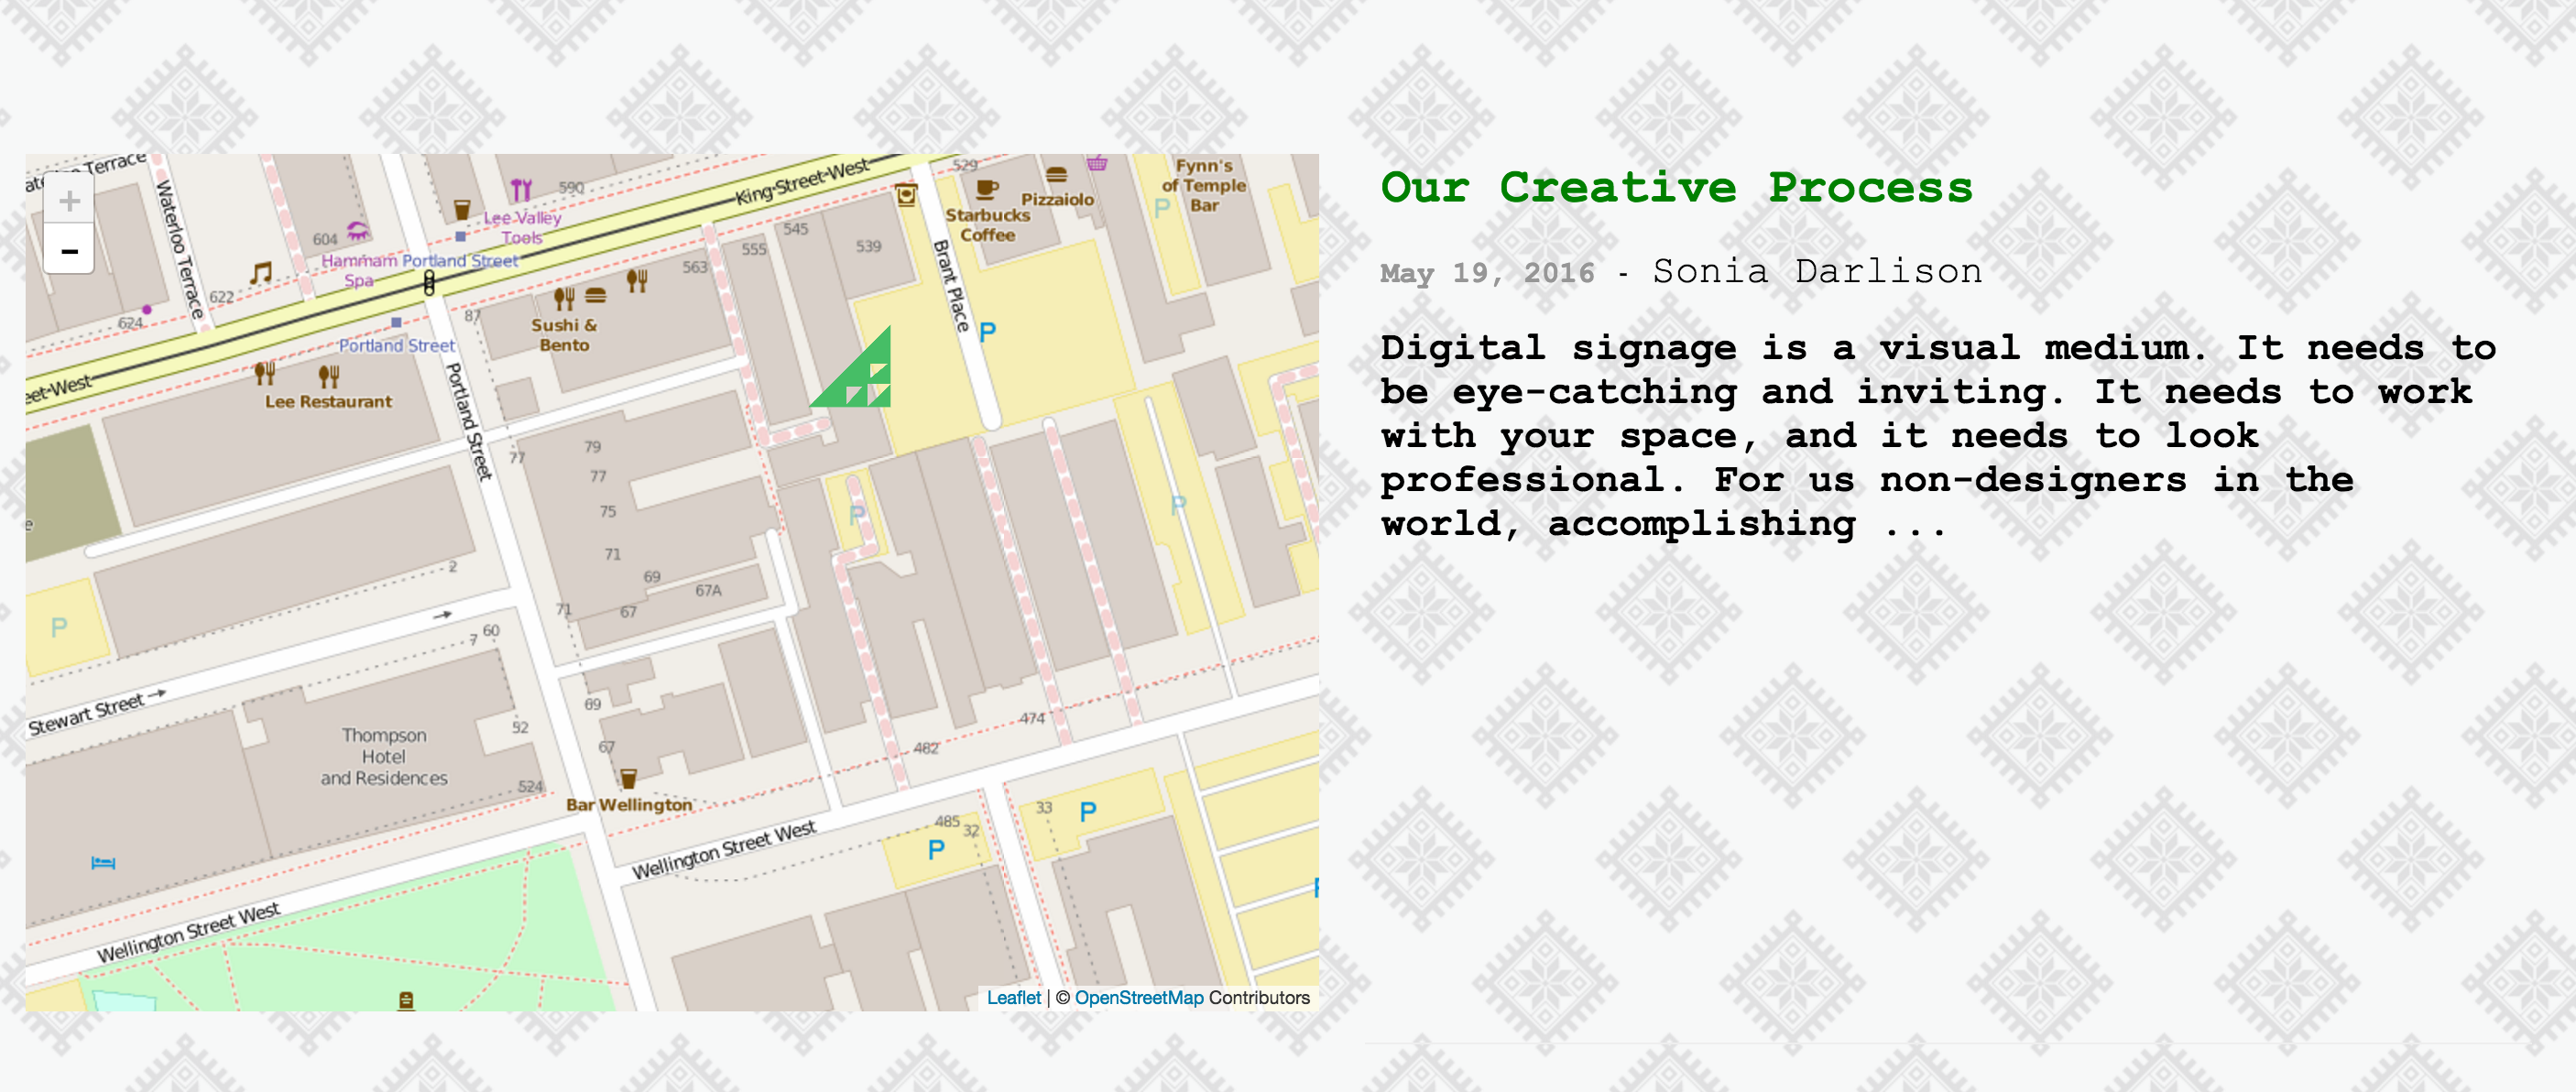 Terrace
Waterloo Terrace
+
-
604
590
King Street West
529
Starbucks
Coffee
Pizzaiolo
Fynn's
of Temple
Bar
P
Lee Valley
Tools
Hammam
Spa
Portland Street
622
624
563
555
545
539
Brant Place
P
87
Sushi &
Bento
Portland Street
Lee Restaurant
eet West
Portland Street
79
77
77
75
71
69
67A
67
71
P
P
2
P
60
7
Stewart Street
Thompson
Hotel
and Residences
52
524
69
67
Bar Wellington
474
482
Wellington Street West
485
32
P
33
P
Wellington Street West
Leaflet | © OpenStreetMap Contributors
Our Creative Process
May 19, 2016 - Sonia Darlison
Digital signage is a visual medium. It needs to
be eye-catching and inviting. It needs to work
with your space, and it needs to look
professional. For us non-designers in the
world, accomplishing ...